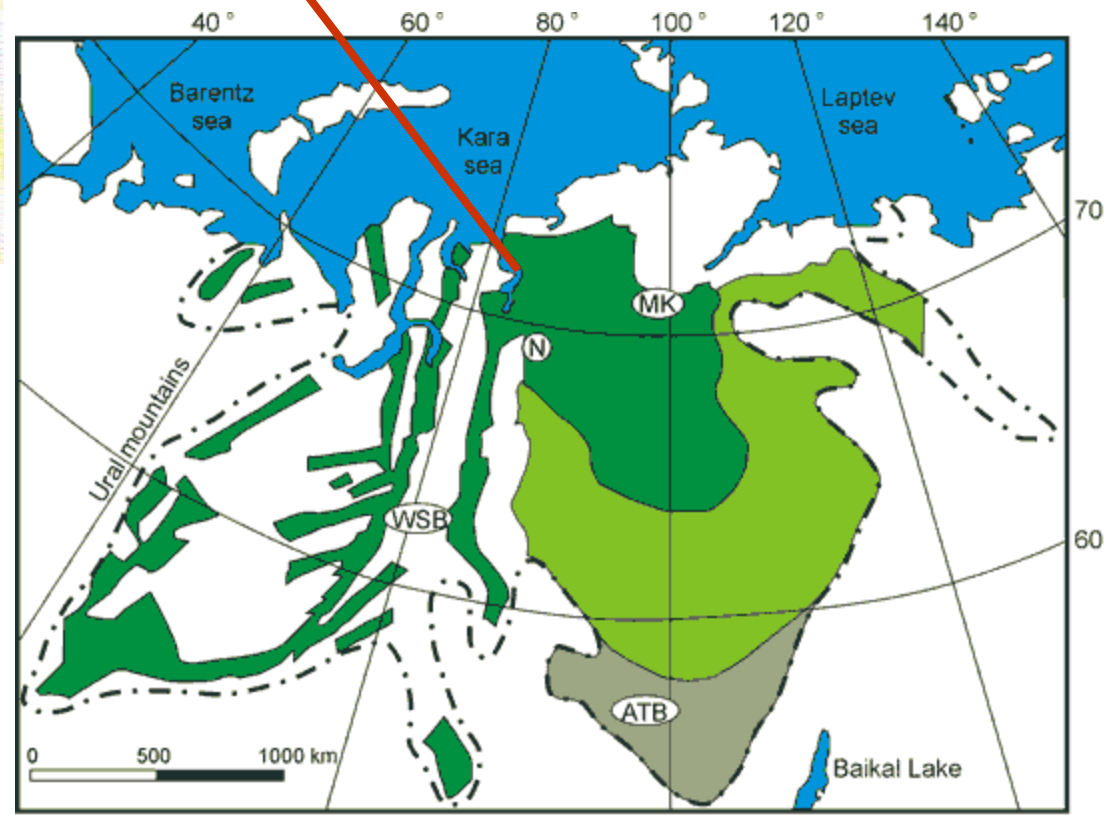 40° 60° 80° 100° 120° 140°
Barentz
sea
Kara
sea
Laptev
sea
70
MK
N
Ural mountains
WSB
60
ATB
0 500 1000 km
Baikal Lake